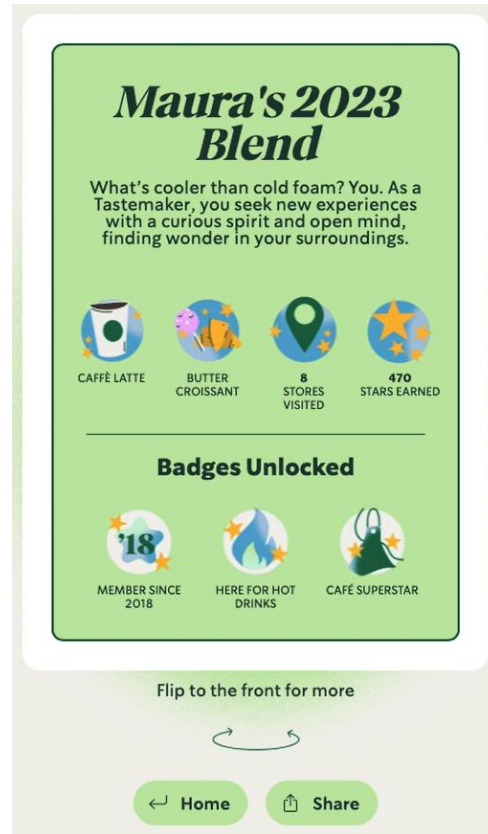 Maura's 2023
Blend
What's cooler than cold foam? You. As a
Tastemaker, you seek new experiences
with a curious spirit and open mind,
finding wonder in your surroundings.
CAFFÈ LATTE
BUTTER
CROISSANT
8
STORES
VISITED
470
STARS EARNED
Badges Unlocked
'18
MEMBER SINCE
2018
HERE FOR HOT
DRINKS
CAFÉ SUPERSTAR
Flip to the front for more
Home
Share